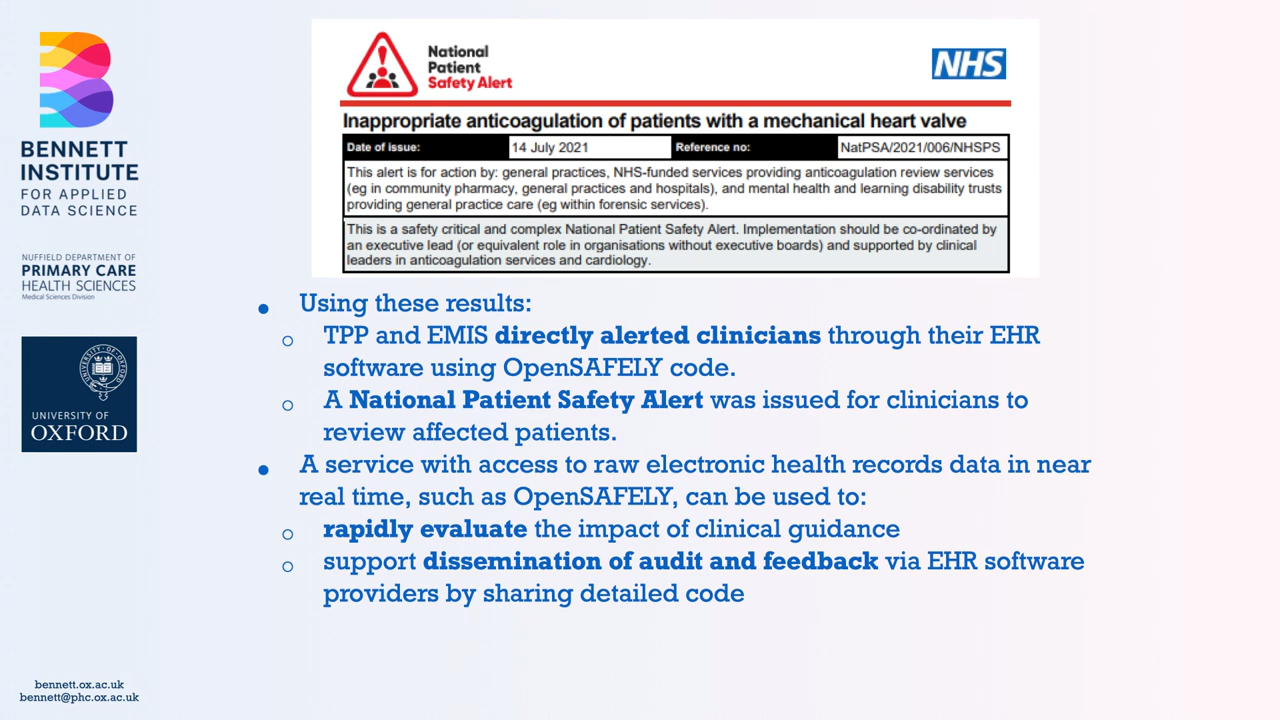 BENNETT
INSTITUTE
FOR APPLIED
DATA SCIENCE
NUFFIELD DEPARTMENT OF
PRIMARY CARE
HEALTH SCIENCES
Medical Sciences Division
UNIVERSITY OF
OXFORD
National
Patient
Safety Alert
NHS
Inappropriate anticoagulation of patients with a mechanical heart valve
Date of issue: 14 July 2021 Reference no: NatPSA/2021/006/NHSPS
This alert is for action by: general practices, NHS-funded services providing anticoagulation review services
(eg in community pharmacy, general practices and hospitals), and mental health and learning disability trusts
providing general practice care (eg within forensic services).
This is a safety critical and complex National Patient Safety Alert. Implementation should be co-ordinated by
an executive lead (or equivalent role in organisations without executive boards) and supported by clinical
leaders in anticoagulation services and cardiology.
• Using these results:
○ TPP and EMIS directly alerted clinicians through their EHR
software using OpenSAFELY code.
○ A National Patient Safety Alert was issued for clinicians to
review affected patients.
• A service with access to raw electronic health records data in near
real time, such as OpenSAFELY, can be used to:
○ rapidly evaluate the impact of clinical guidance
○ support dissemination of audit and feedback via EHR software
providers by sharing detailed code
bennett.ox.ac.uk
bennett@phc.ox.ac.uk